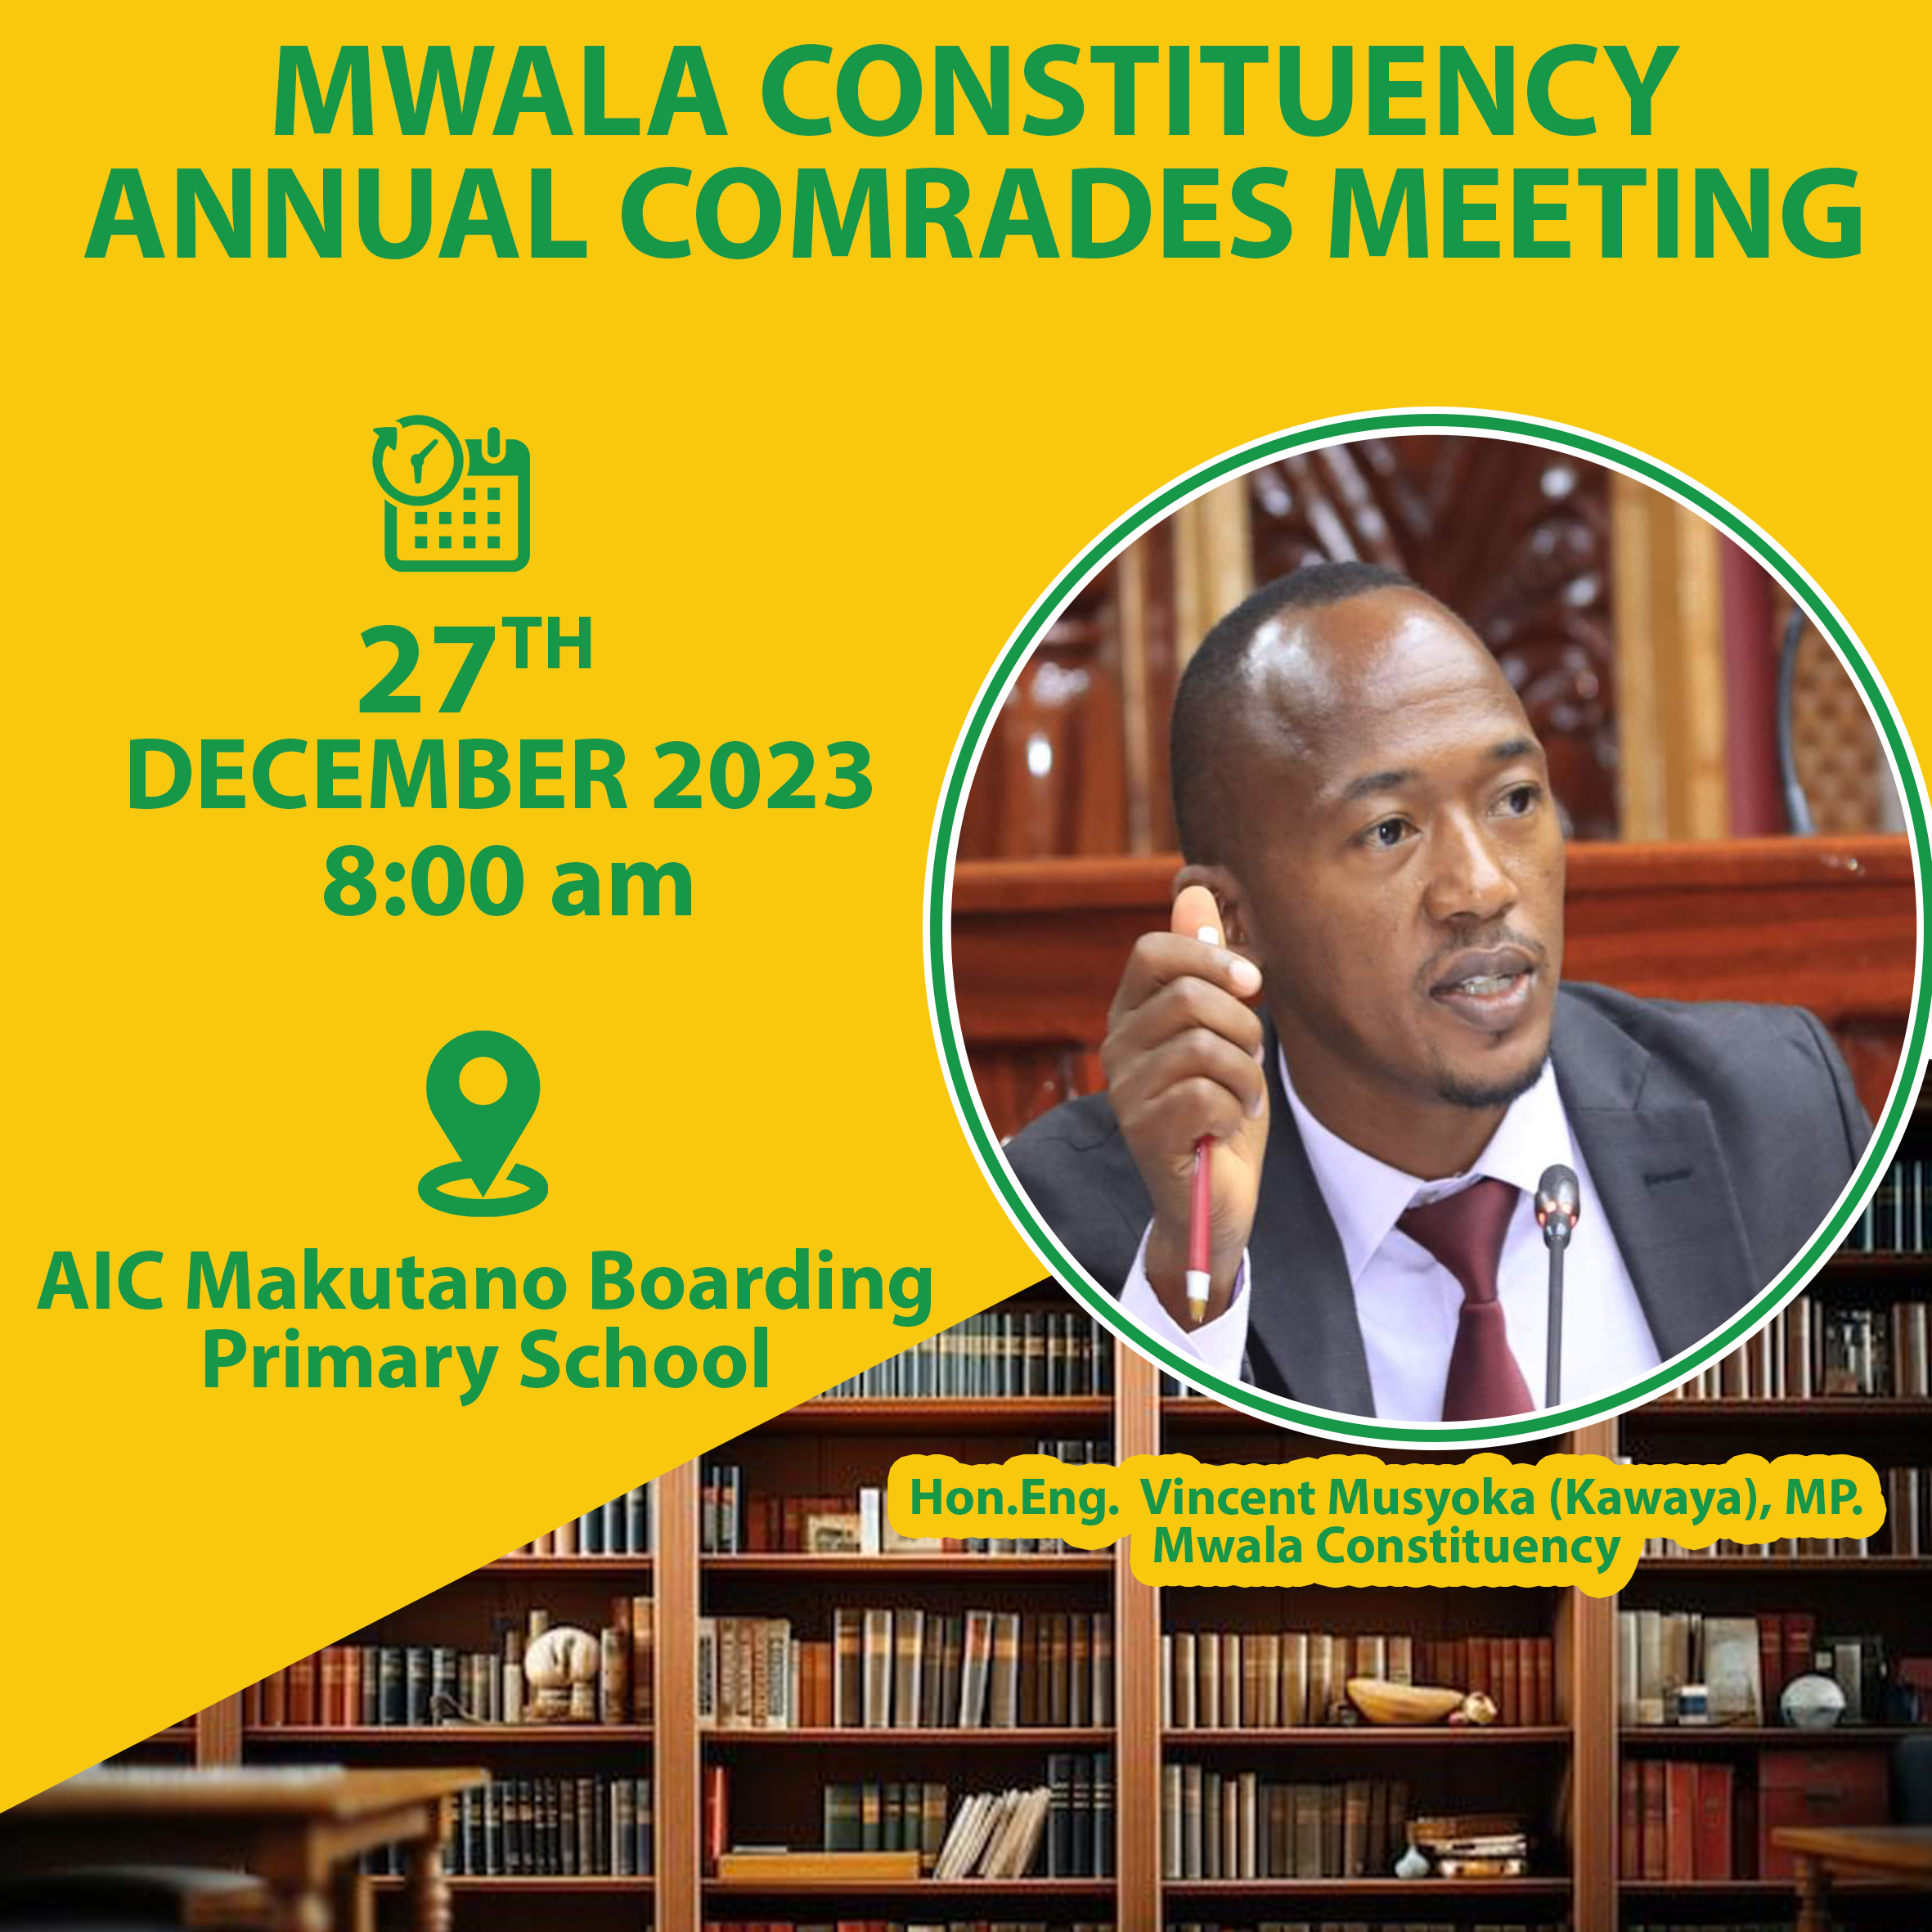 MWALA CONSTITUENCY
ANNUAL COMRADES MEETING
27TH
DECEMBER 2023
8:00 am
AIC Makutano Boarding
Primary School
Hon.Eng. Vincent Musyoka (Kawaya), MP.
Mwala Constituency